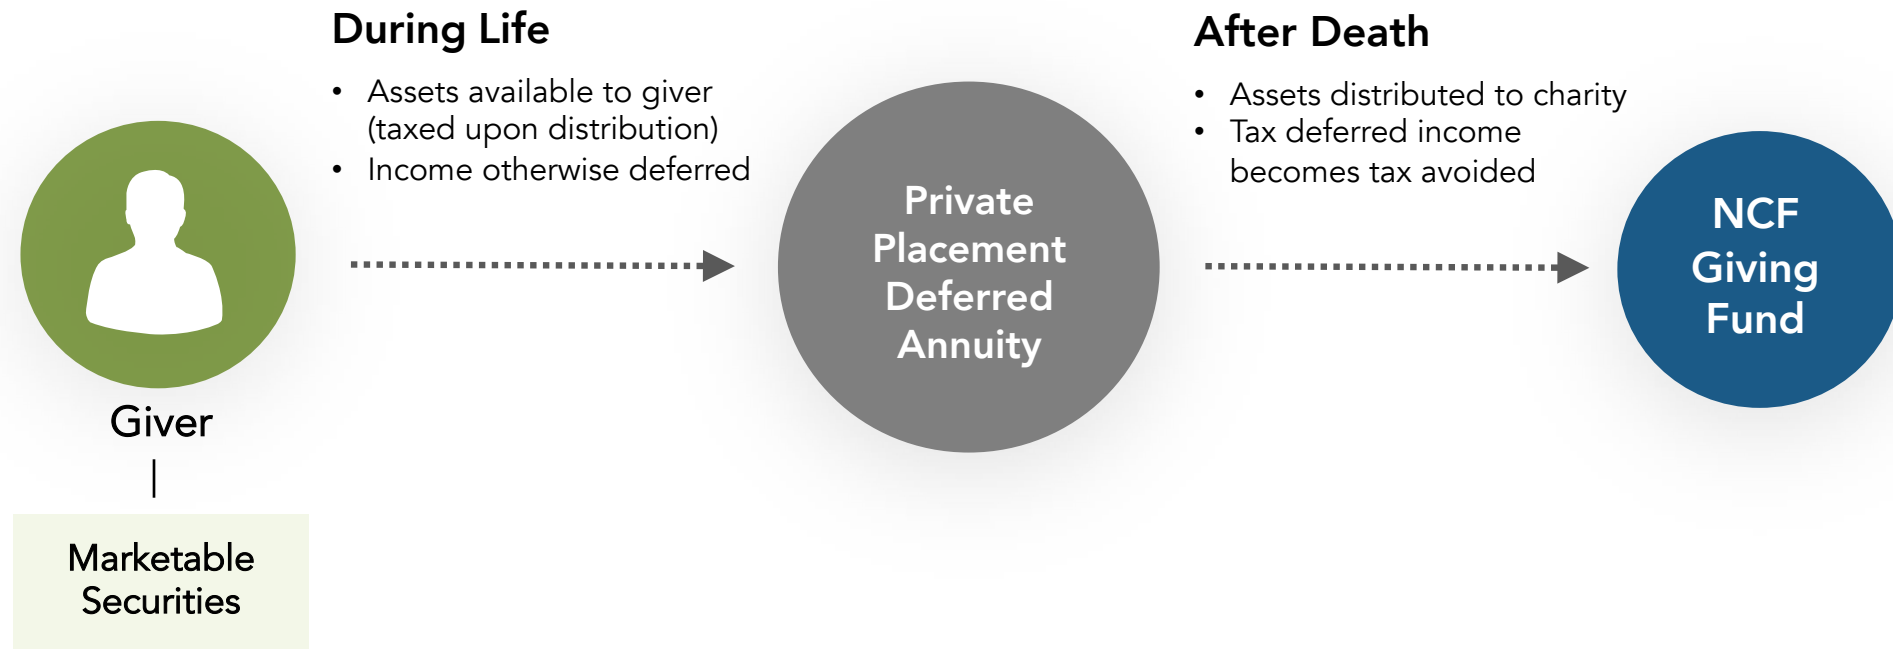 During Life
• Assets available to giver
(taxed upon distribution)
• Income otherwise deferred
After Death
• Assets distributed to charity
• Tax deferred income
becomes tax avoided
Giver
Marketable
Securities
Private
Placement
Deferred
Annuity
NCF
Giving
Fund